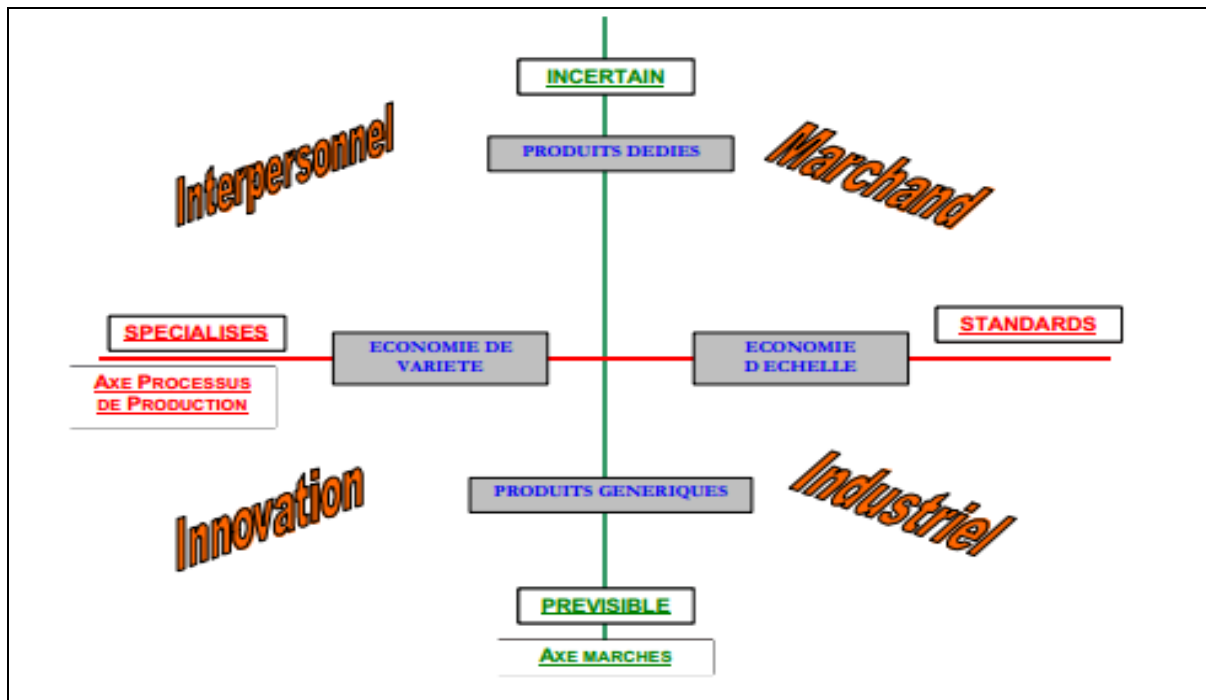 INCERTAIN
Interpersonnel
PRODUITS DEDIES
Marchand
SPECIALISES
STANDARDS
ECONOMIE DE
VARIETE
ECONOMIE
D ECHELLE
AXE PROCESSUS
DE PRODUCTION
Innovation
PRODUITS GENERIQUES
Industriel
PREVISIBLE
AXE MARCHES